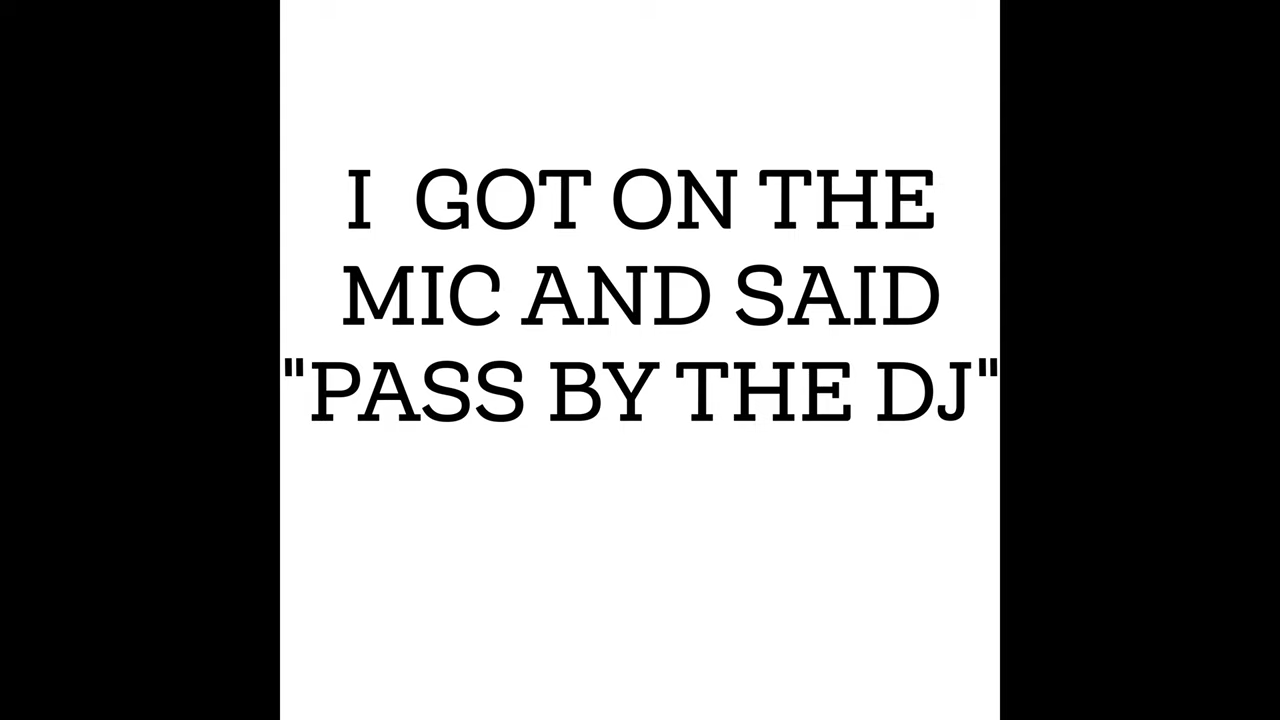 I GOT ON THE
MIC AND SAID
"PASS BY THE DJ"